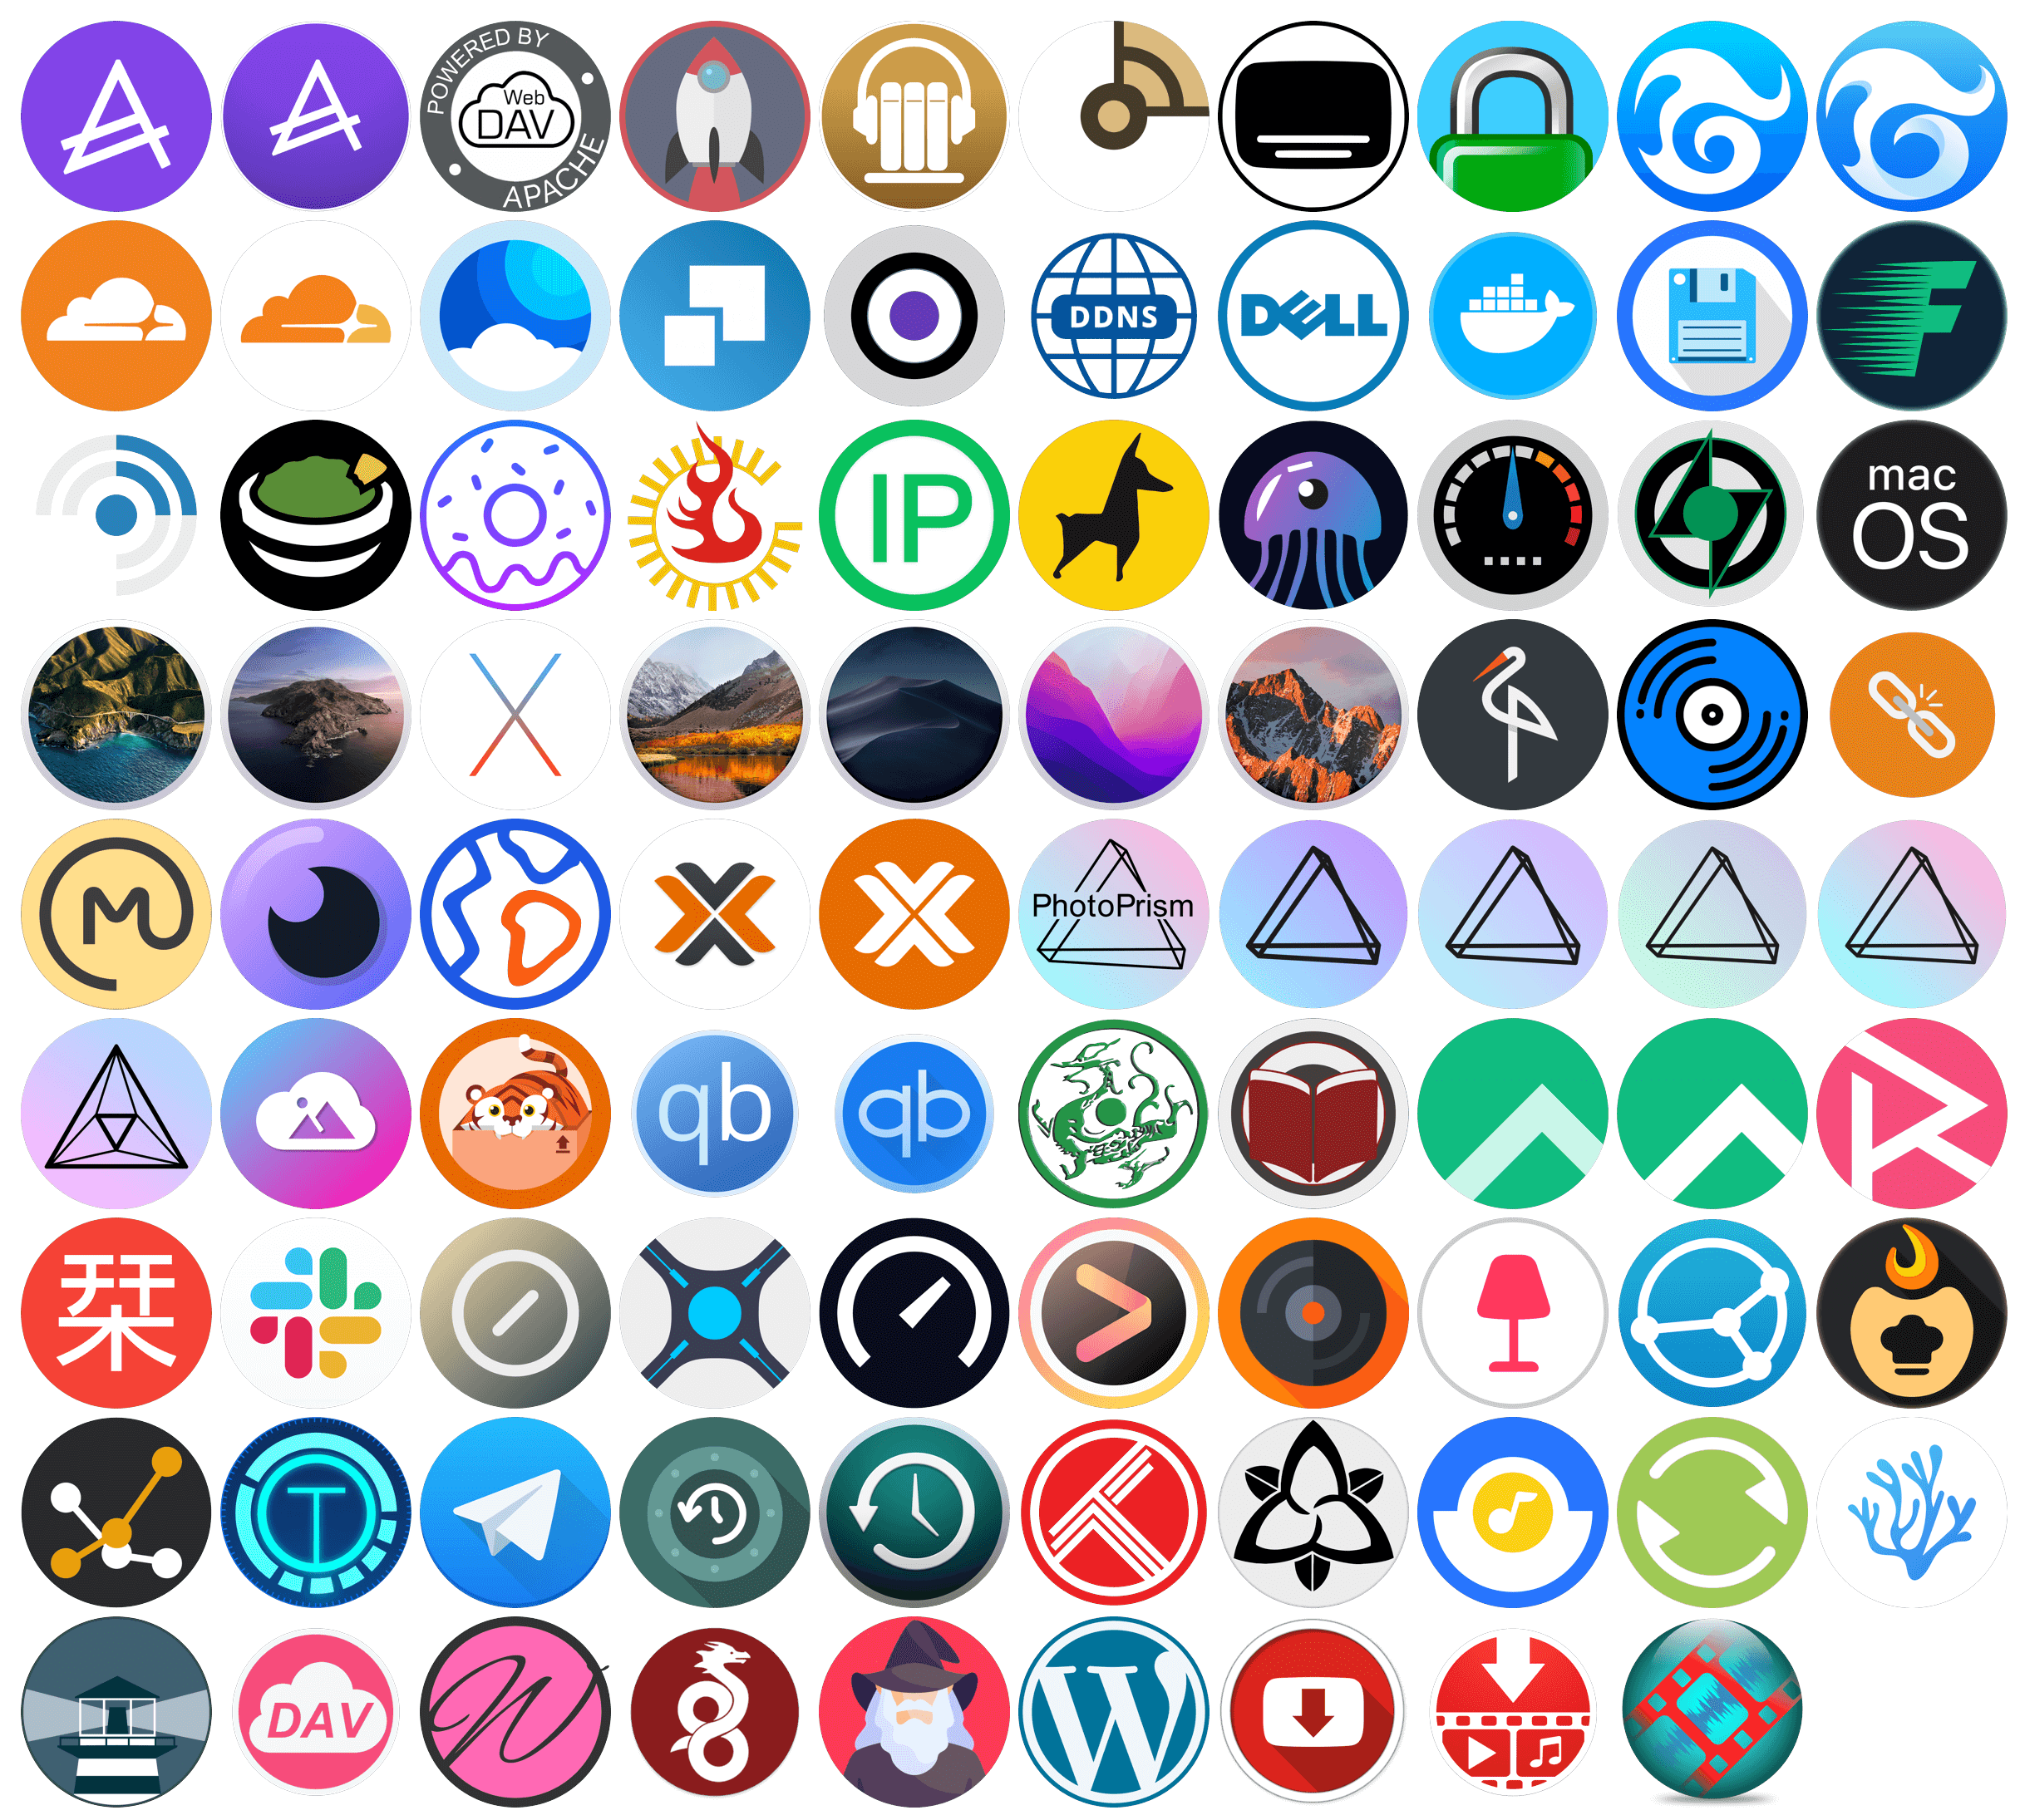 POWERED BY
Web
DAV
APACHE
DDNS
DELL
F
IP
mac
OS
X
M
PhotoPrism
qb
qb
栞
T
DAV
W
W